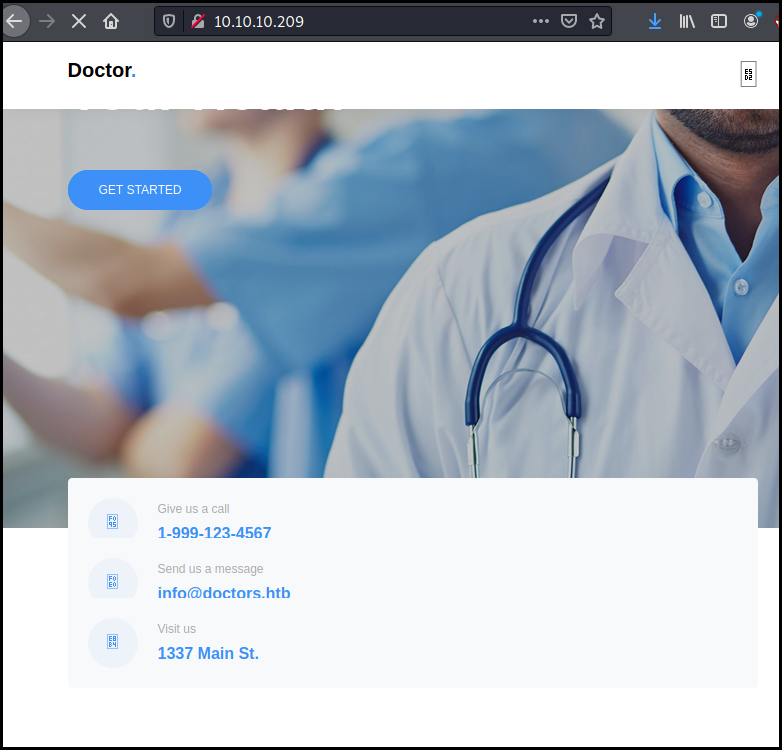 10.10.10.209
Doctor.
GET STARTED
Give us a call
1-999-123-4567
Send us a message
info@doctors.htb
Visit us
1337 Main St.